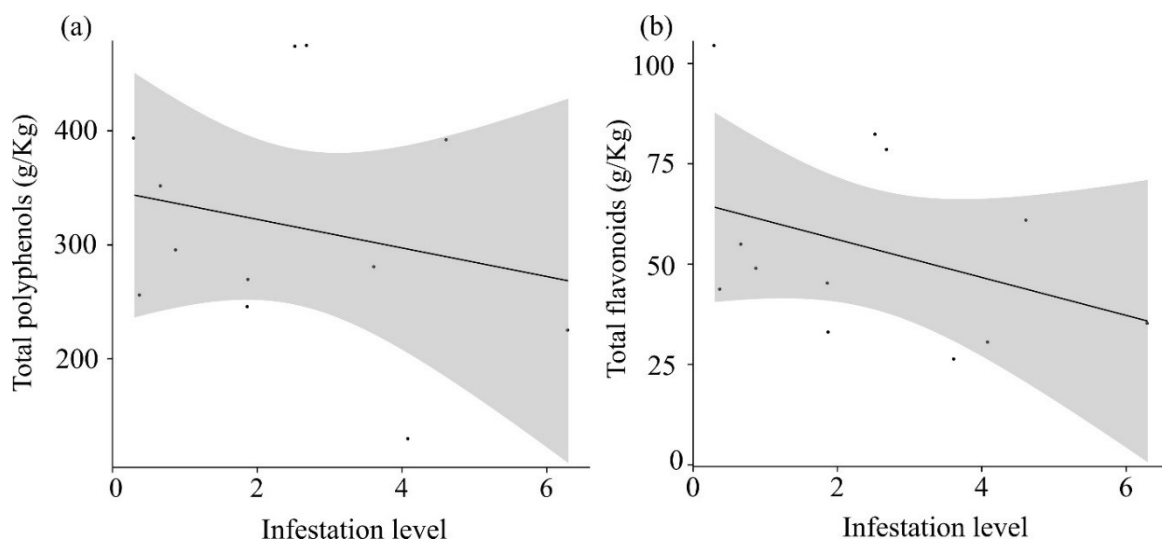 (a)
Total polyphenols (g/Kg)
400
300
200
0 2 4 6
Infestation level
(b)
Total flavonoids (g/Kg)
100
75
50
25
0
0 2 4 6
Infestation level